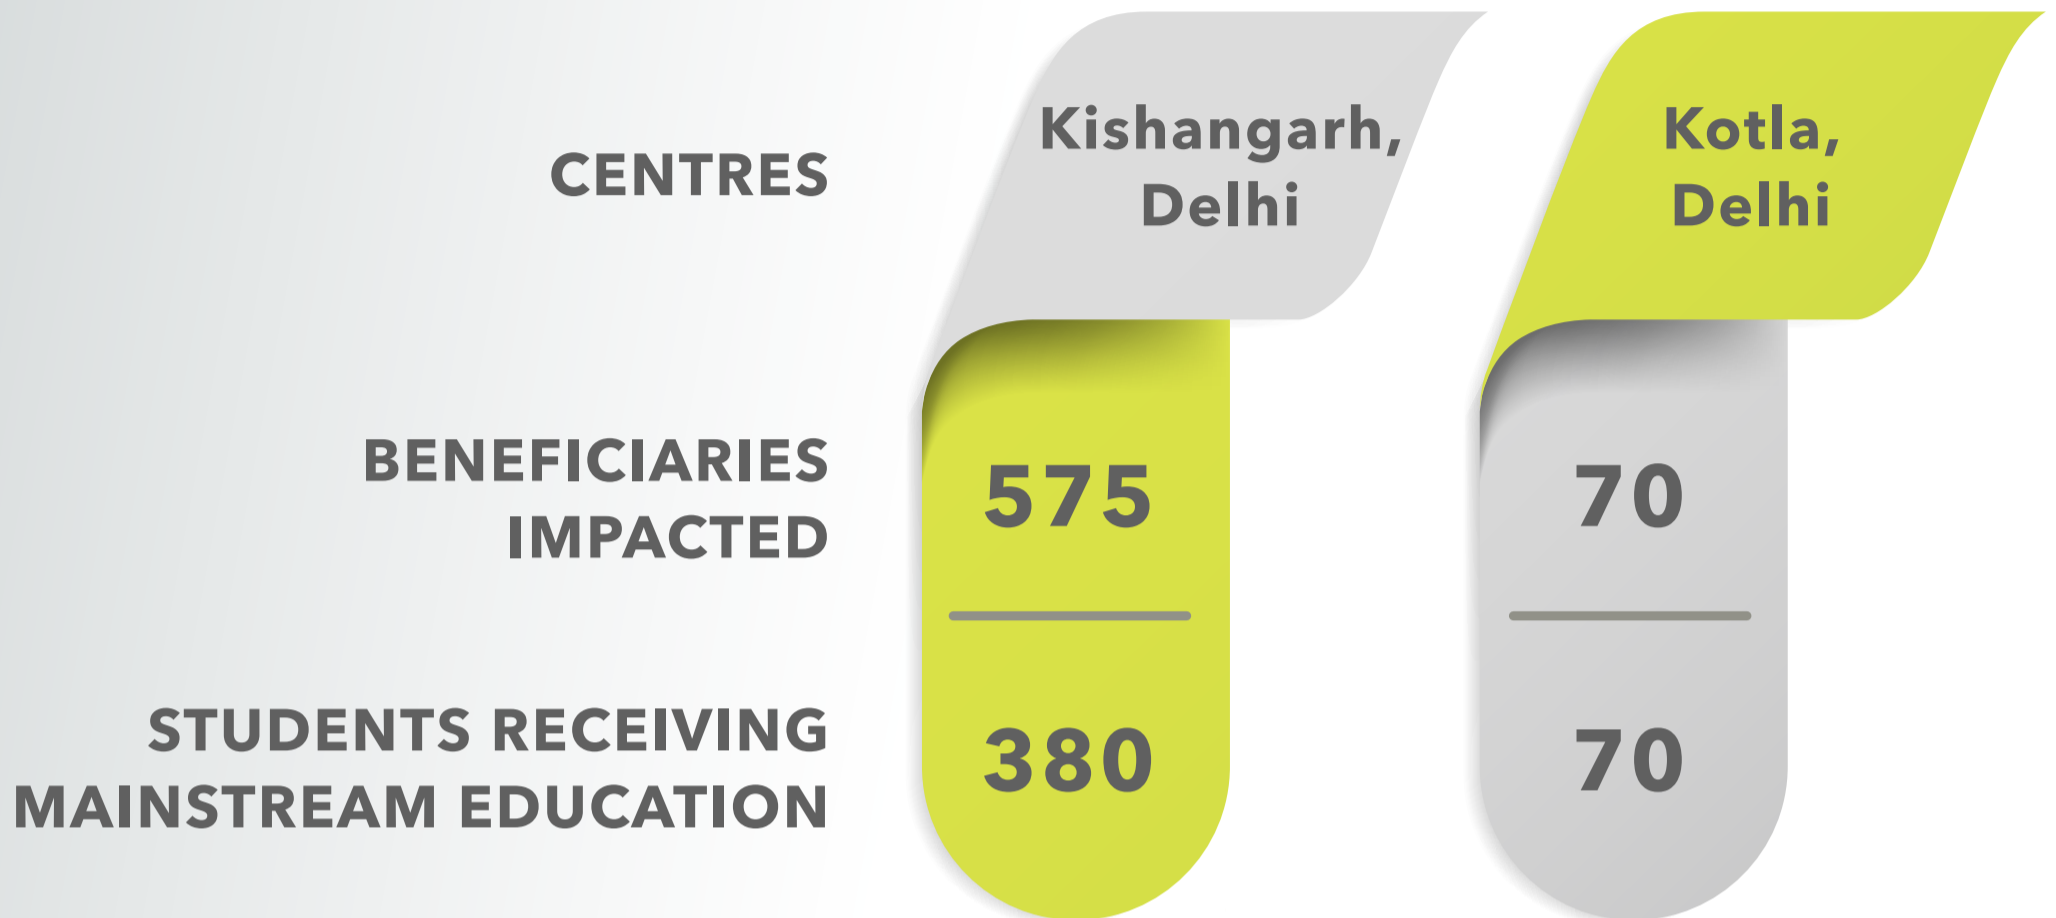 CENTRES
Kishangarh,
Delhi
Kotla,
Delhi
BENEFICIARIES
IMPACTED
575
70
STUDENTS RECEIVING
MAINSTREAM EDUCATION
380
70